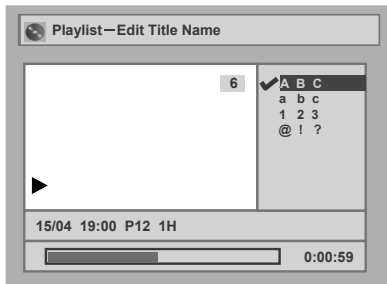 Playlist－Edit Title Name
6
A B C
a b c
1 2 3
@ ! ?
15/04 19:00 P12 1H
0:00:59